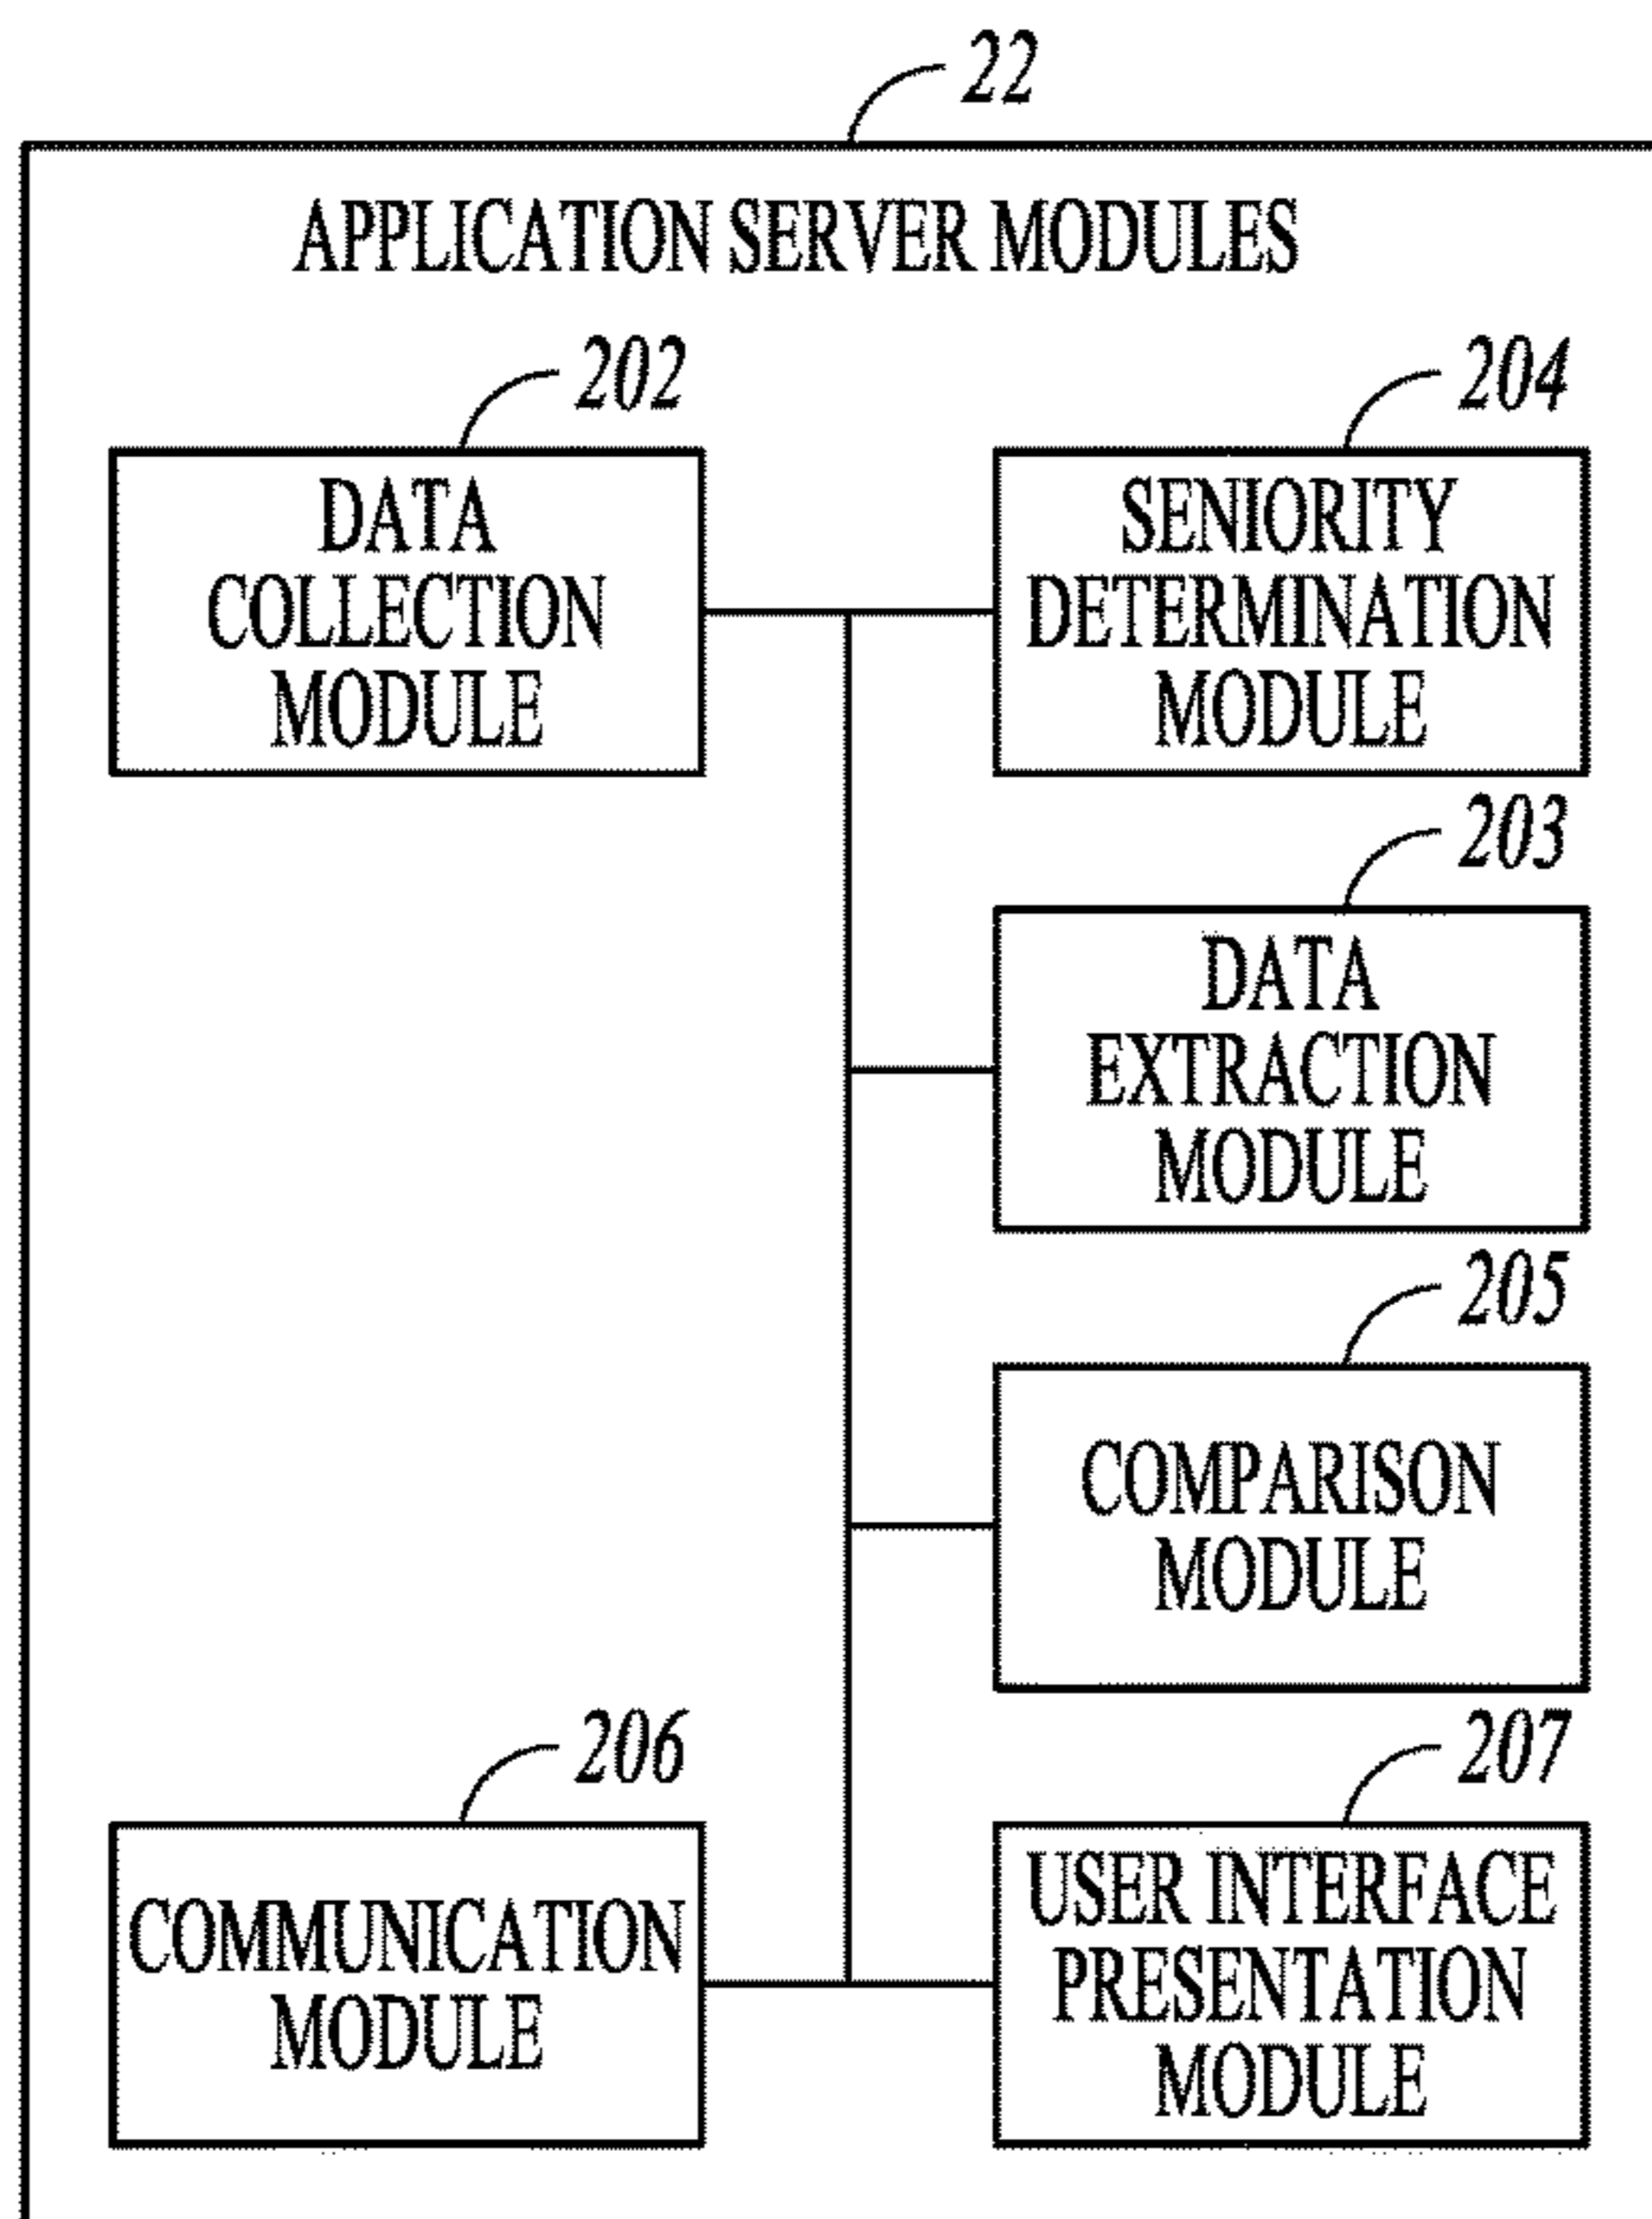 22
APPLICATION SERVER MODULES
202
DATA
COLLECTION
MODULE
204
SENIORITY
DETERMINATION
MODULE
203
DATA
EXTRACTION
MODULE
205
COMPARISON
MODULE
206
COMMUNICATION
MODULE
207
USER INTERFACE
PRESENTATION
MODULE